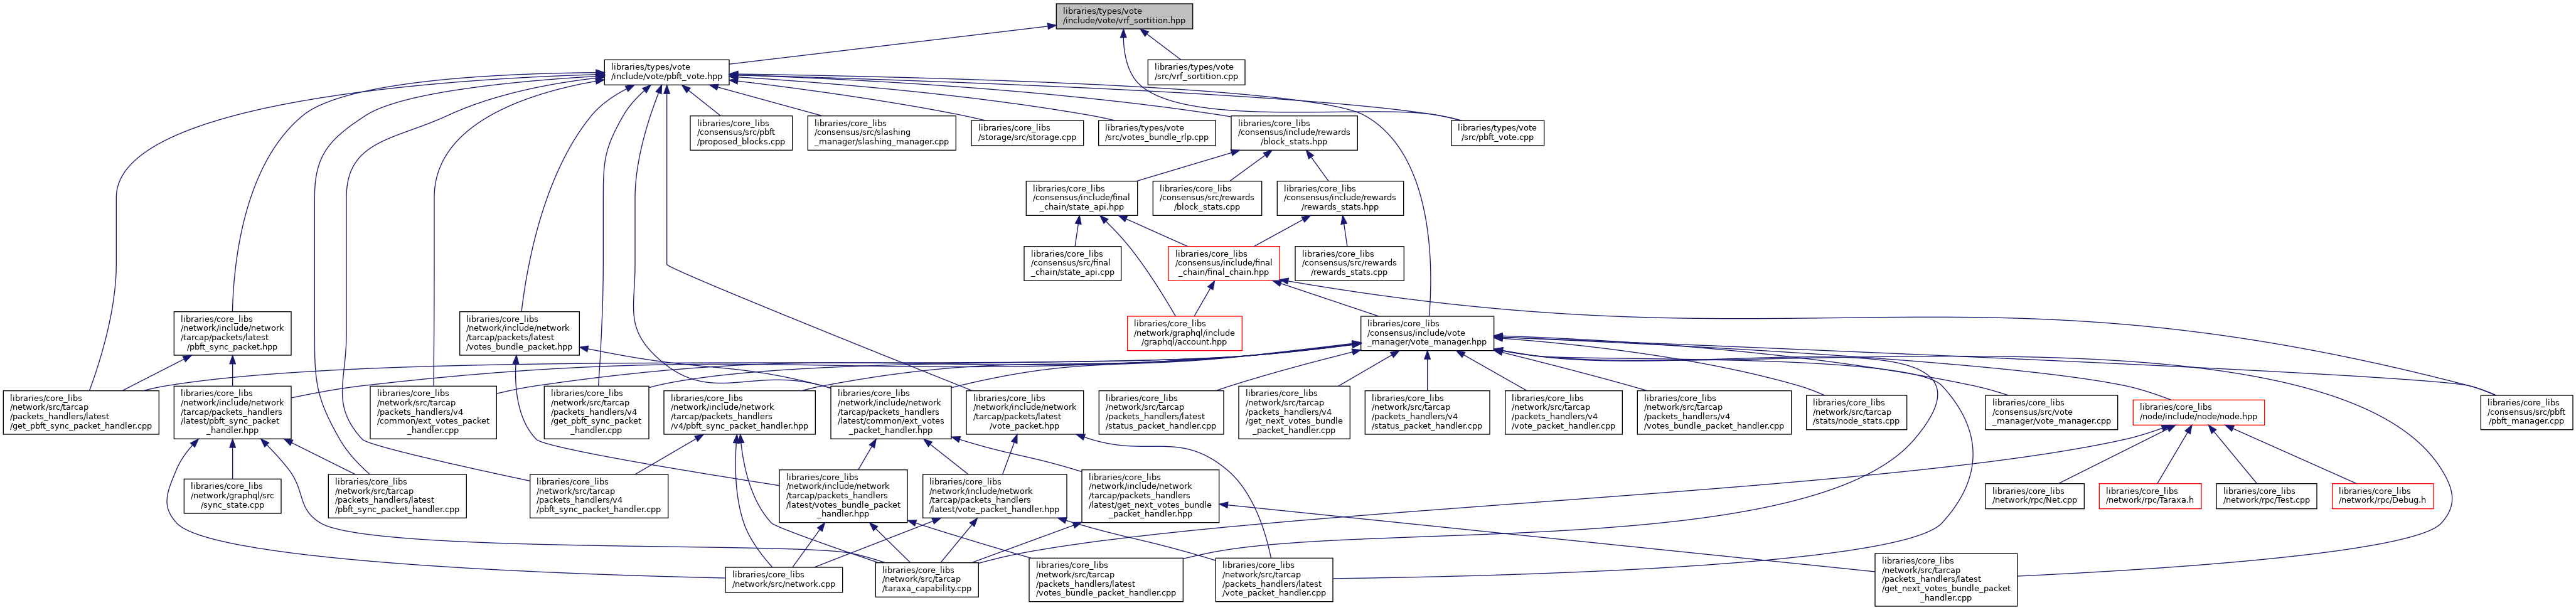 libraries/types/vote
/include/vote/vrf_sortition.hpp
libraries/types/vote
/include/vote/pbft_vote.hpp
libraries/types/vote
/src/vrf_sortition.cpp
libraries/core_libs
/consensus/src/pbft
/proposed_blocks.cpp
libraries/core_libs
/consensus/src/slashing
_manager/slashing_manager.cpp
libraries/core_libs
/storage/src/storage.cpp
libraries/types/vote
/src/votes_bundle_rlp.cpp
libraries/core_libs
/consensus/include/rewards
/block_stats.hpp
libraries/types/vote
/src/pbft_vote.cpp
libraries/core_libs
/consensus/include/final
_chain/state_api.hpp
libraries/core_libs
/consensus/src/rewards
/block_stats.cpp
libraries/core_libs
/consensus/include/rewards
/rewards_stats.hpp
libraries/core_libs
/consensus/src/final
_chain/state_api.cpp
libraries/core_libs
/consensus/include/final
_chain/final_chain.hpp
libraries/core_libs
/consensus/src/rewards
/rewards_stats.cpp
libraries/core_libs
/network/include/network
/tarcap/packets/latest
/pbft_sync_packet.hpp
libraries/core_libs
/network/include/network
/tarcap/packets/latest
/votes_bundle_packet.hpp
libraries/core_libs
/network/graphql/include
/graphql/account.hpp
libraries/core_libs
/consensus/include/vote
_manager/vote_manager.hpp
libraries/core_libs
/network/src/tarcap
/packets_handlers/latest
/get_pbft_sync_packet_handler.cpp
libraries/core_libs
/network/include/network
/tarcap/packets_handlers
/latest/pbft_sync_packet
_handler.hpp
libraries/core_libs
/network/src/tarcap
/packets_handlers/v4
/common/ext_votes_packet
_handler.cpp
libraries/core_libs
/network/src/tarcap
/packets_handlers/v4
/get_pbft_sync_packet
_handler.cpp
libraries/core_libs
/network/include/network
/tarcap/packets_handlers
/v4/pbft_sync_packet_handler.hpp
libraries/core_libs
/network/include/network
/tarcap/packets_handlers
/latest/common/ext_votes
_packet_handler.hpp
libraries/core_libs
/network/include/network
/tarcap/packets/latest
/vote_packet.hpp
libraries/core_libs
/network/src/tarcap
/packets_handlers/latest
/status_packet_handler.cpp
libraries/core_libs
/network/src/tarcap
/packets_handlers/v4
/get_next_votes_bundle
_packet_handler.cpp
libraries/core_libs
/network/src/tarcap
/packets_handlers/v4
/status_packet_handler.cpp
libraries/core_libs
/network/src/tarcap
/packets_handlers/v4
/vote_packet_handler.cpp
libraries/core_libs
/network/src/tarcap
/packets_handlers/v4
/votes_bundle_packet_handler.cpp
libraries/core_libs
/network/src/tarcap
/stats/node_stats.cpp
libraries/core_libs
/consensus/src/vote
_manager/vote_manager.cpp
libraries/core_libs
/node/include/node/node.hpp
libraries/core_libs
/consensus/src/pbft
/pbft_manager.cpp
libraries/core_libs
/network/graphql/src
/sync_state.cpp
libraries/core_libs
/network/src/tarcap
/packets_handlers/latest
/pbft_sync_packet_handler.cpp
libraries/core_libs
/network/src/tarcap
/packets_handlers/v4
/pbft_sync_packet_handler.cpp
libraries/core_libs
/network/include/network
/tarcap/packets_handlers
/latest/votes_bundle_packet
_handler.hpp
libraries/core_libs
/network/include/network
/tarcap/packets_handlers
/latest/vote_packet_handler.hpp
libraries/core_libs
/network/include/network
/tarcap/packets_handlers
/latest/get_next_votes_bundle
_packet_handler.hpp
libraries/core_libs
/network/rpc/Net.cpp
libraries/core_libs
/network/rpc/Taraxa.h
libraries/core_libs
/network/rpc/Test.cpp
libraries/core_libs
/network/rpc/Debug.h
libraries/core_libs
/network/src/network.cpp
libraries/core_libs
/network/src/tarcap
/taraxa_capability.cpp
libraries/core_libs
/network/src/tarcap
/packets_handlers/latest
/votes_bundle_packet_handler.cpp
libraries/core_libs
/network/src/tarcap
/packets_handlers/latest
/vote_packet_handler.cpp
libraries/core_libs
/network/src/tarcap
/packets_handlers/latest
/get_next_votes_bundle_packet
_handler.cpp